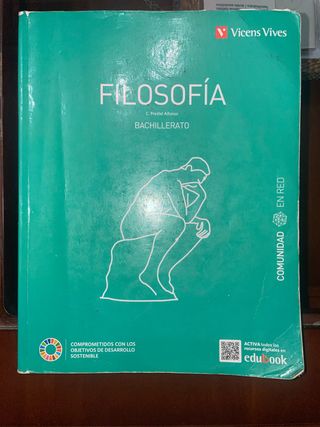 Vicens Vives
FILOSOFÍA
C. Prestel Alfonso
BACHILLERATO
COMUNIDAD EN RED
COMPROMETIDOS CON LOS
OBJETIVOS DE DESARROLLO
SOSTENIBLE
ACTIVA todos los
recursos digitales en
edubook